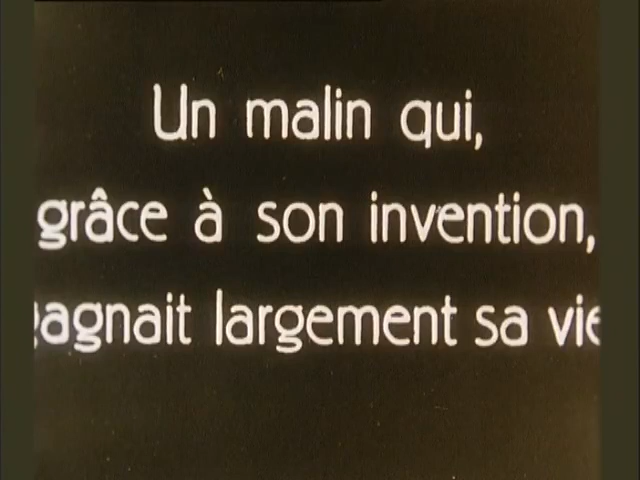 Un malin qui,
grâce à son invention,
gagnait largement sa vie